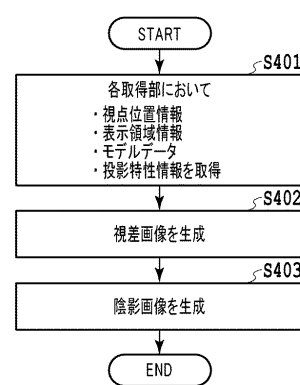 START
S401
各取得部において
・視点位置情報
・表示領域情報
・モデルデータ
・投影特性情報を取得
S402
視差画像を生成
S403
陰影画像を生成
END